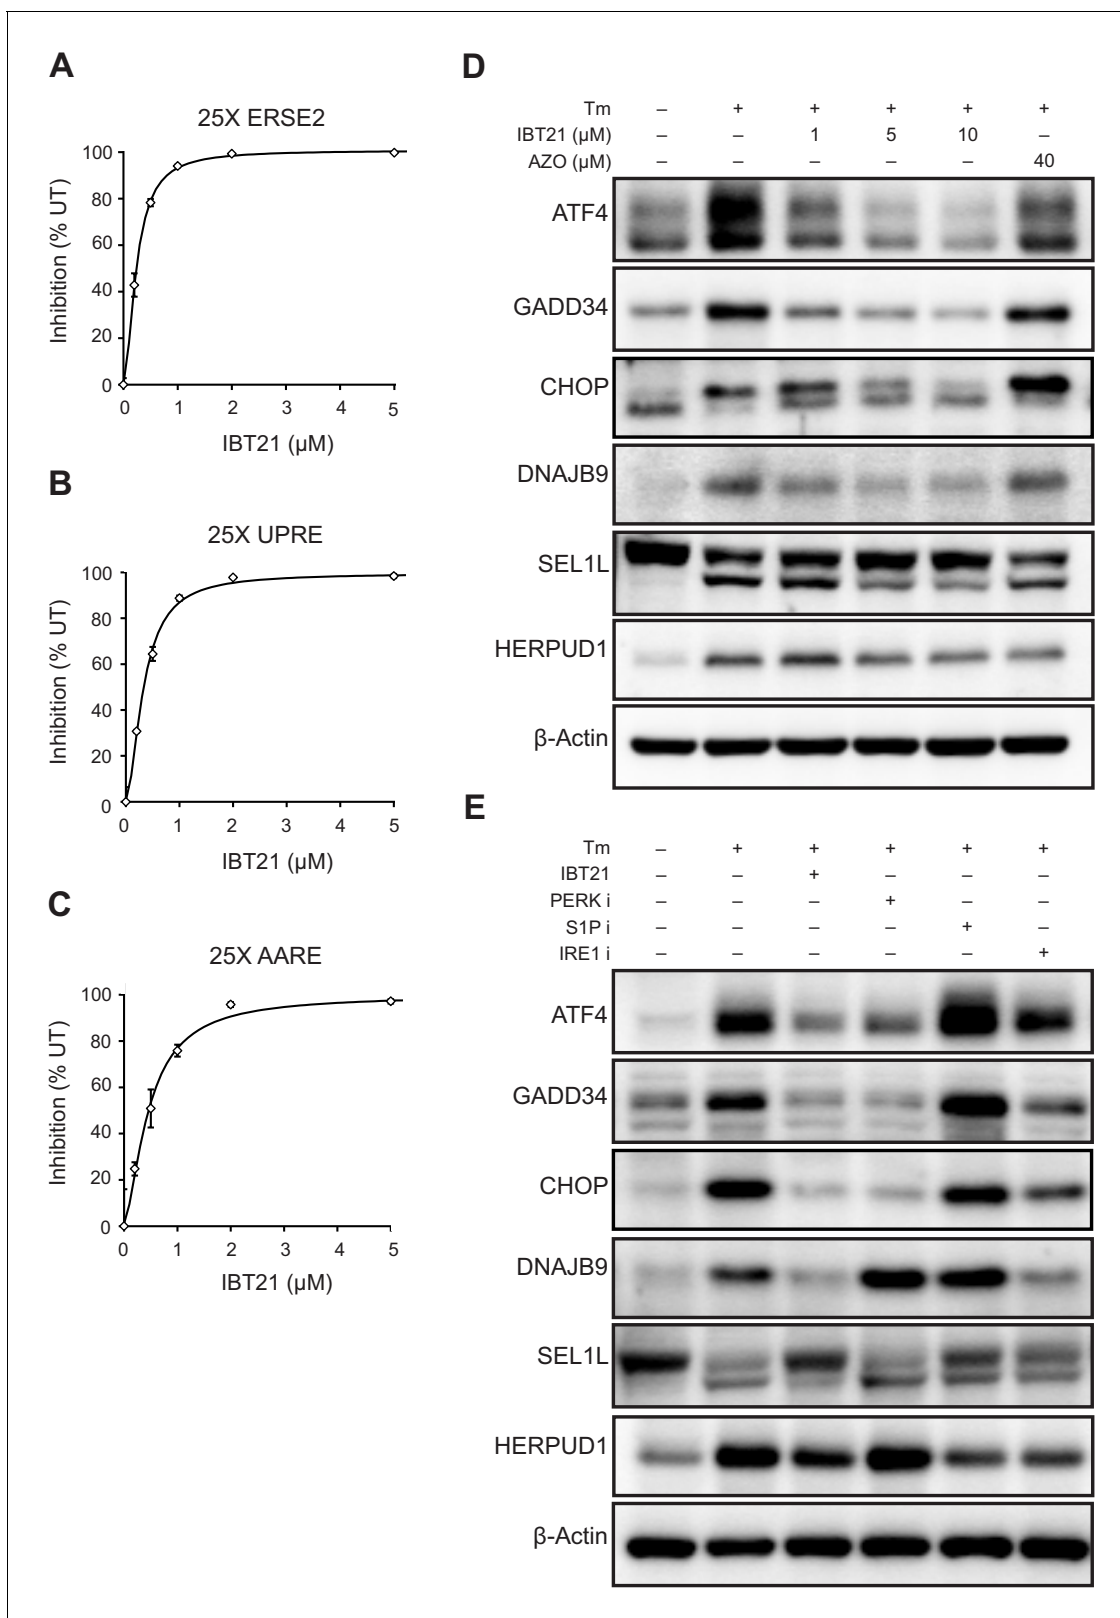 A
25X ERSE2
100
80
60
40
20
0
0 1 2 3 4 5
Inhibition (% UT)
IBT21 (µM)
B
25X UPRE
100
80
60
40
20
0
0 1 2 3 4 5
Inhibition (% UT)
IBT21 (µM)
C
25X AARE
100
80
60
40
20
0
0 1 2 3 4 5
Inhibition (% UT)
IBT21 (µM)
D
Tm – + + + + +
IBT21 (µM) – – 1 5 10 –
AZO (µM) – – – – – 40
ATF4
GADD34
CHOP
DNAJB9
SEL1L
HERPUD1
β-Actin
E
Tm – + + + + +
IBT21 – – + – – –
PERK i – – – + – –
S1P i – – – – + –
IRE1 i – – – – – +
ATF4
GADD34
CHOP
DNAJB9
SEL1L
HERPUD1
β-Actin